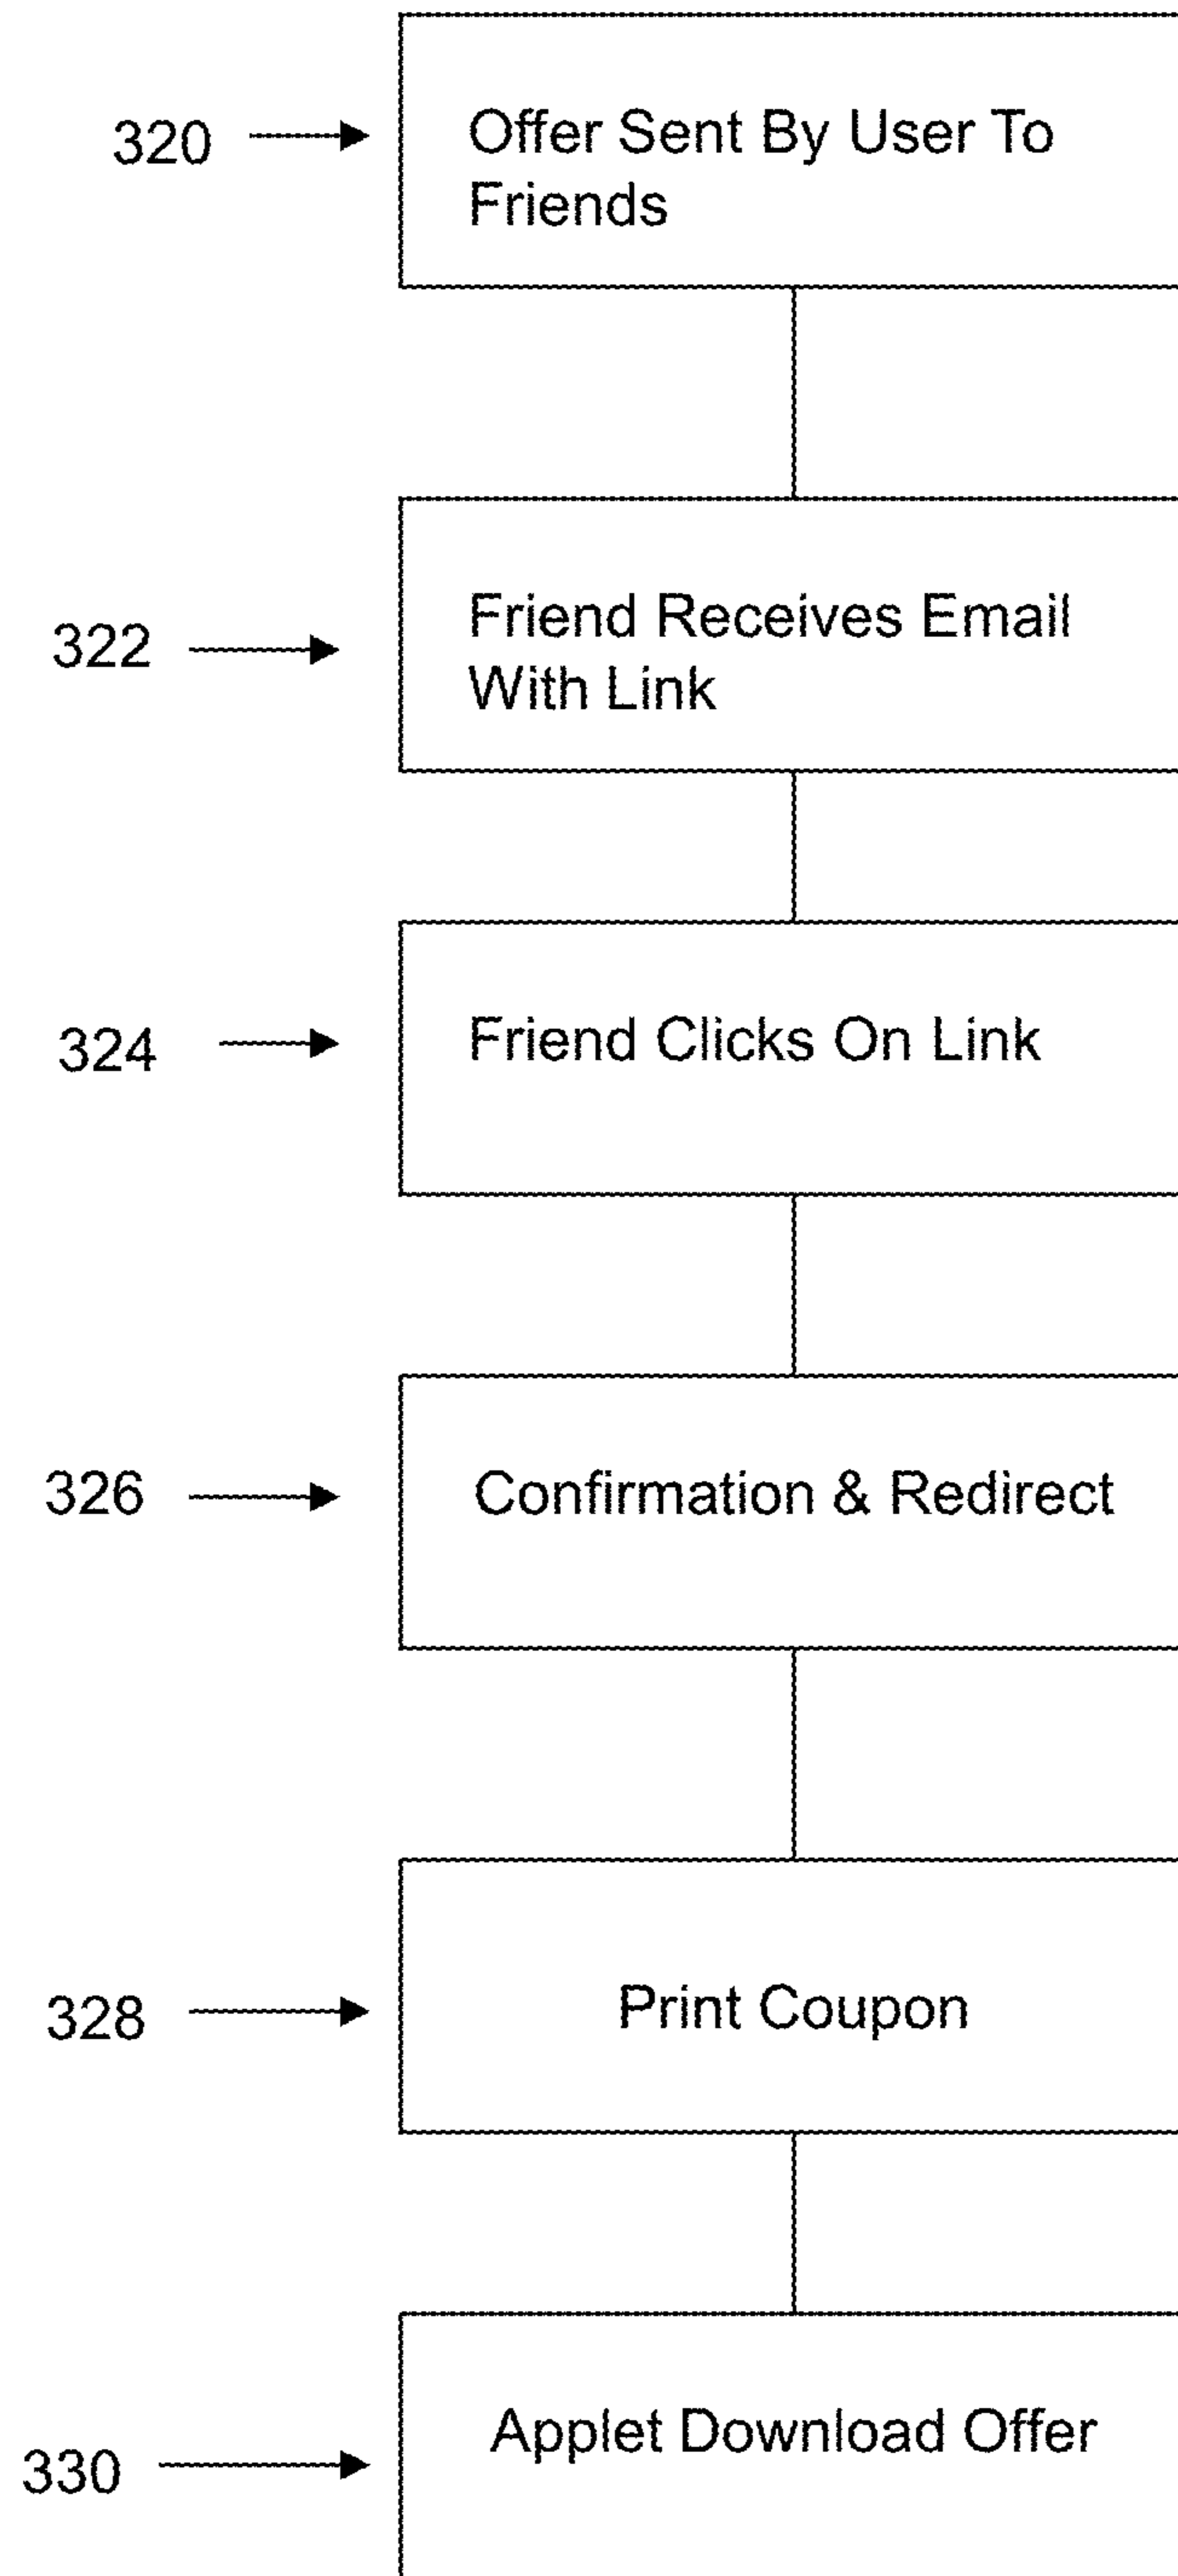 320
Offer Sent By User To
Friends
322
Friend Receives Email
With Link
324
Friend Clicks On Link
326
Confirmation & Redirect
328
Print Coupon
330
Applet Download Offer